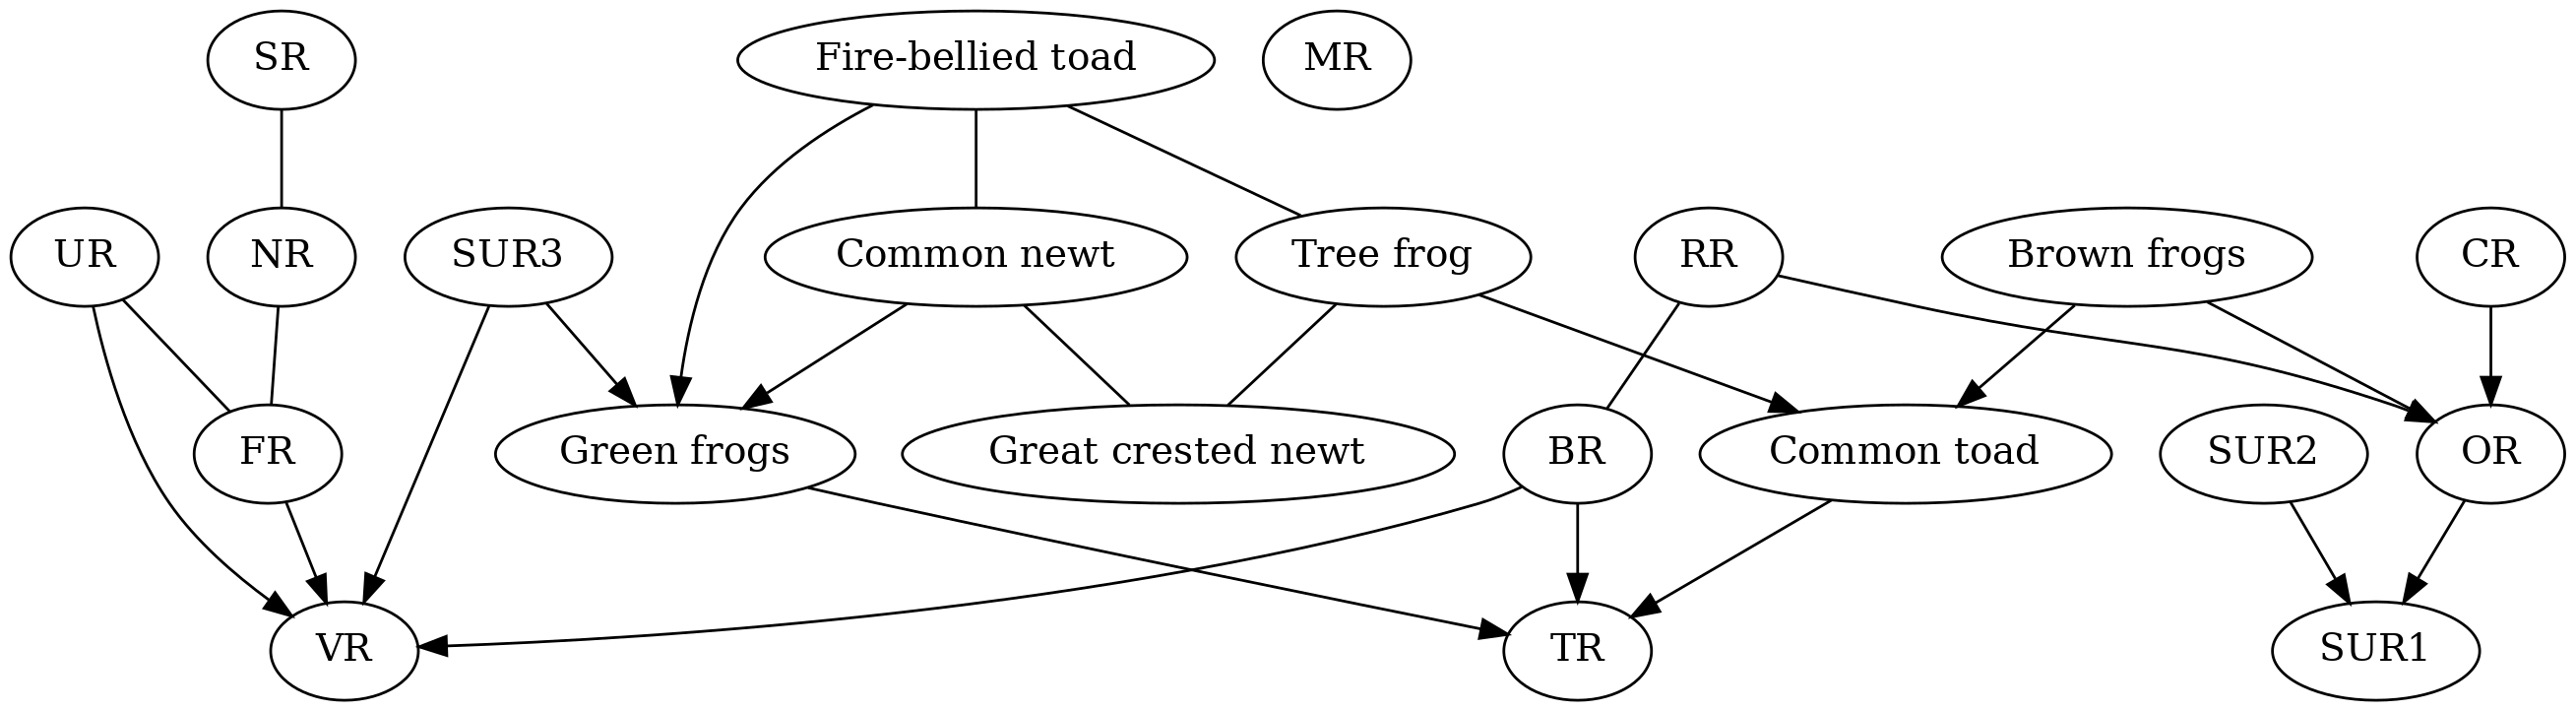 SR
Fire-bellied toad
MR
UR
NR
SUR3
Common newt
Tree frog
RR
Brown frogs
CR
FR
Green frogs
Great crested newt
BR
Common toad
SUR2
OR
VR
TR
SUR1